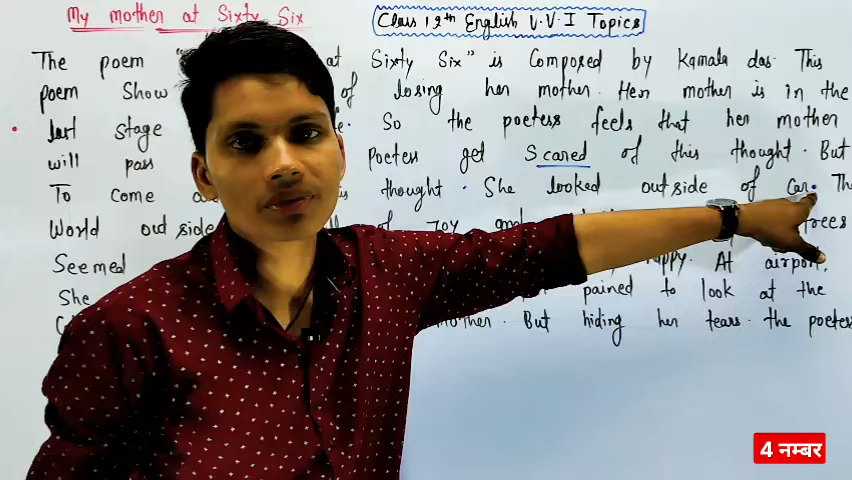 My mother at Sixty Six
Class 12th English V.V.I Topics
The poem at Sixty Six" is Composed by Kamala das. This
poem Show of losing her mother. Her mother is in the
last stage So the poetess feels that her mother
will pass Poetess get Scared of this thought. But
To come thought. She looked outside of Car. The
World outside of joy and trees
Seemed happy. At airport,
She pained to look at the
mother. But hiding her tears. the poetess
4 नम्बर